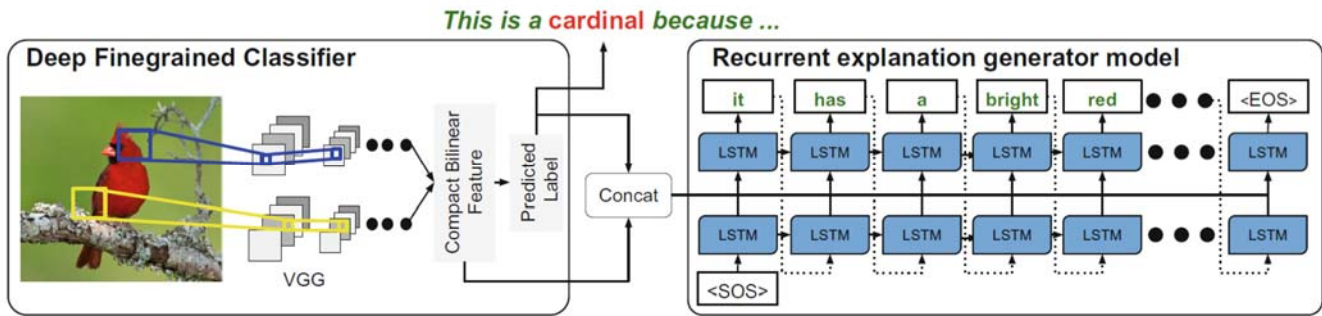 This is a cardinal because ...
Deep Finegrained Classifier
VGG
Compact Bilinear
Feature
Predicted
Label
Concat
Recurrent explanation generator model
it has a bright red <EOS>
LSTM LSTM LSTM LSTM LSTM LSTM
LSTM LSTM LSTM LSTM LSTM LSTM
<SOS>